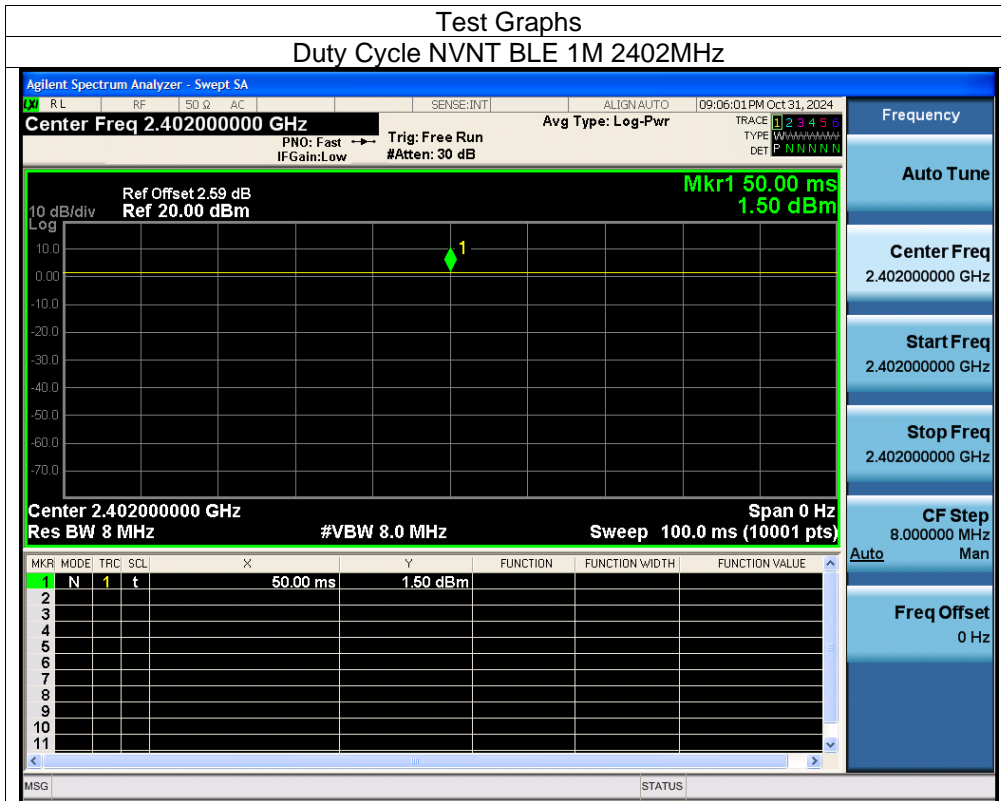 Test Graphs
Duty Cycle NVNT BLE 1M 2402MHz
Agilent Spectrum Analyzer - Swept SA
LXI RL RF 50 Ω AC SENSE:INT ALIGN AUTO 09:06:01 PM Oct 31, 2024
Center Freq 2.402000000 GHz
PNO: Fast
IFGain:Low
Trig: Free Run
#Atten: 30 dB
Avg Type: Log-Pwr
TRACE 1 2 3 4 5 6
TYPE WWWWWW
DET P N N N N N
Ref Offset 2.59 dB
10 dB/div Ref 20.00 dBm
Log
Mkr1 50.00 ms
1.50 dBm
10.0
1
0.00
-10.0
-20.0
-30.0
-40.0
-50.0
-60.0
-70.0
Center 2.402000000 GHz Span 0 Hz
Res BW 8 MHz #VBW 8.0 MHz Sweep 100.0 ms (10001 pts)
MKR MODE TRC SCL X Y FUNCTION FUNCTION WIDTH FUNCTION VALUE
1 N 1 t 50.00 ms 1.50 dBm
2
3
4
5
6
7
8
9
10
11
MSG STATUS
Frequency
Auto Tune
Center Freq
2.402000000 GHz
Start Freq
2.402000000 GHz
Stop Freq
2.402000000 GHz
CF Step
8.000000 MHz
Auto Man
Freq Offset
0 Hz